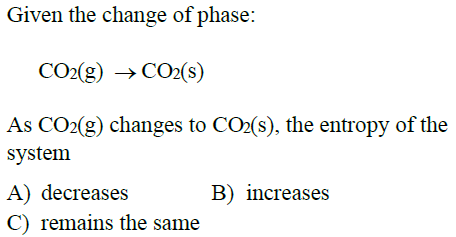 Given the change of phase:
CO₂(g) → CO₂(s)
As CO₂(g) changes to CO₂(s), the entropy of the
system
A) decreases B) increases
C) remains the same